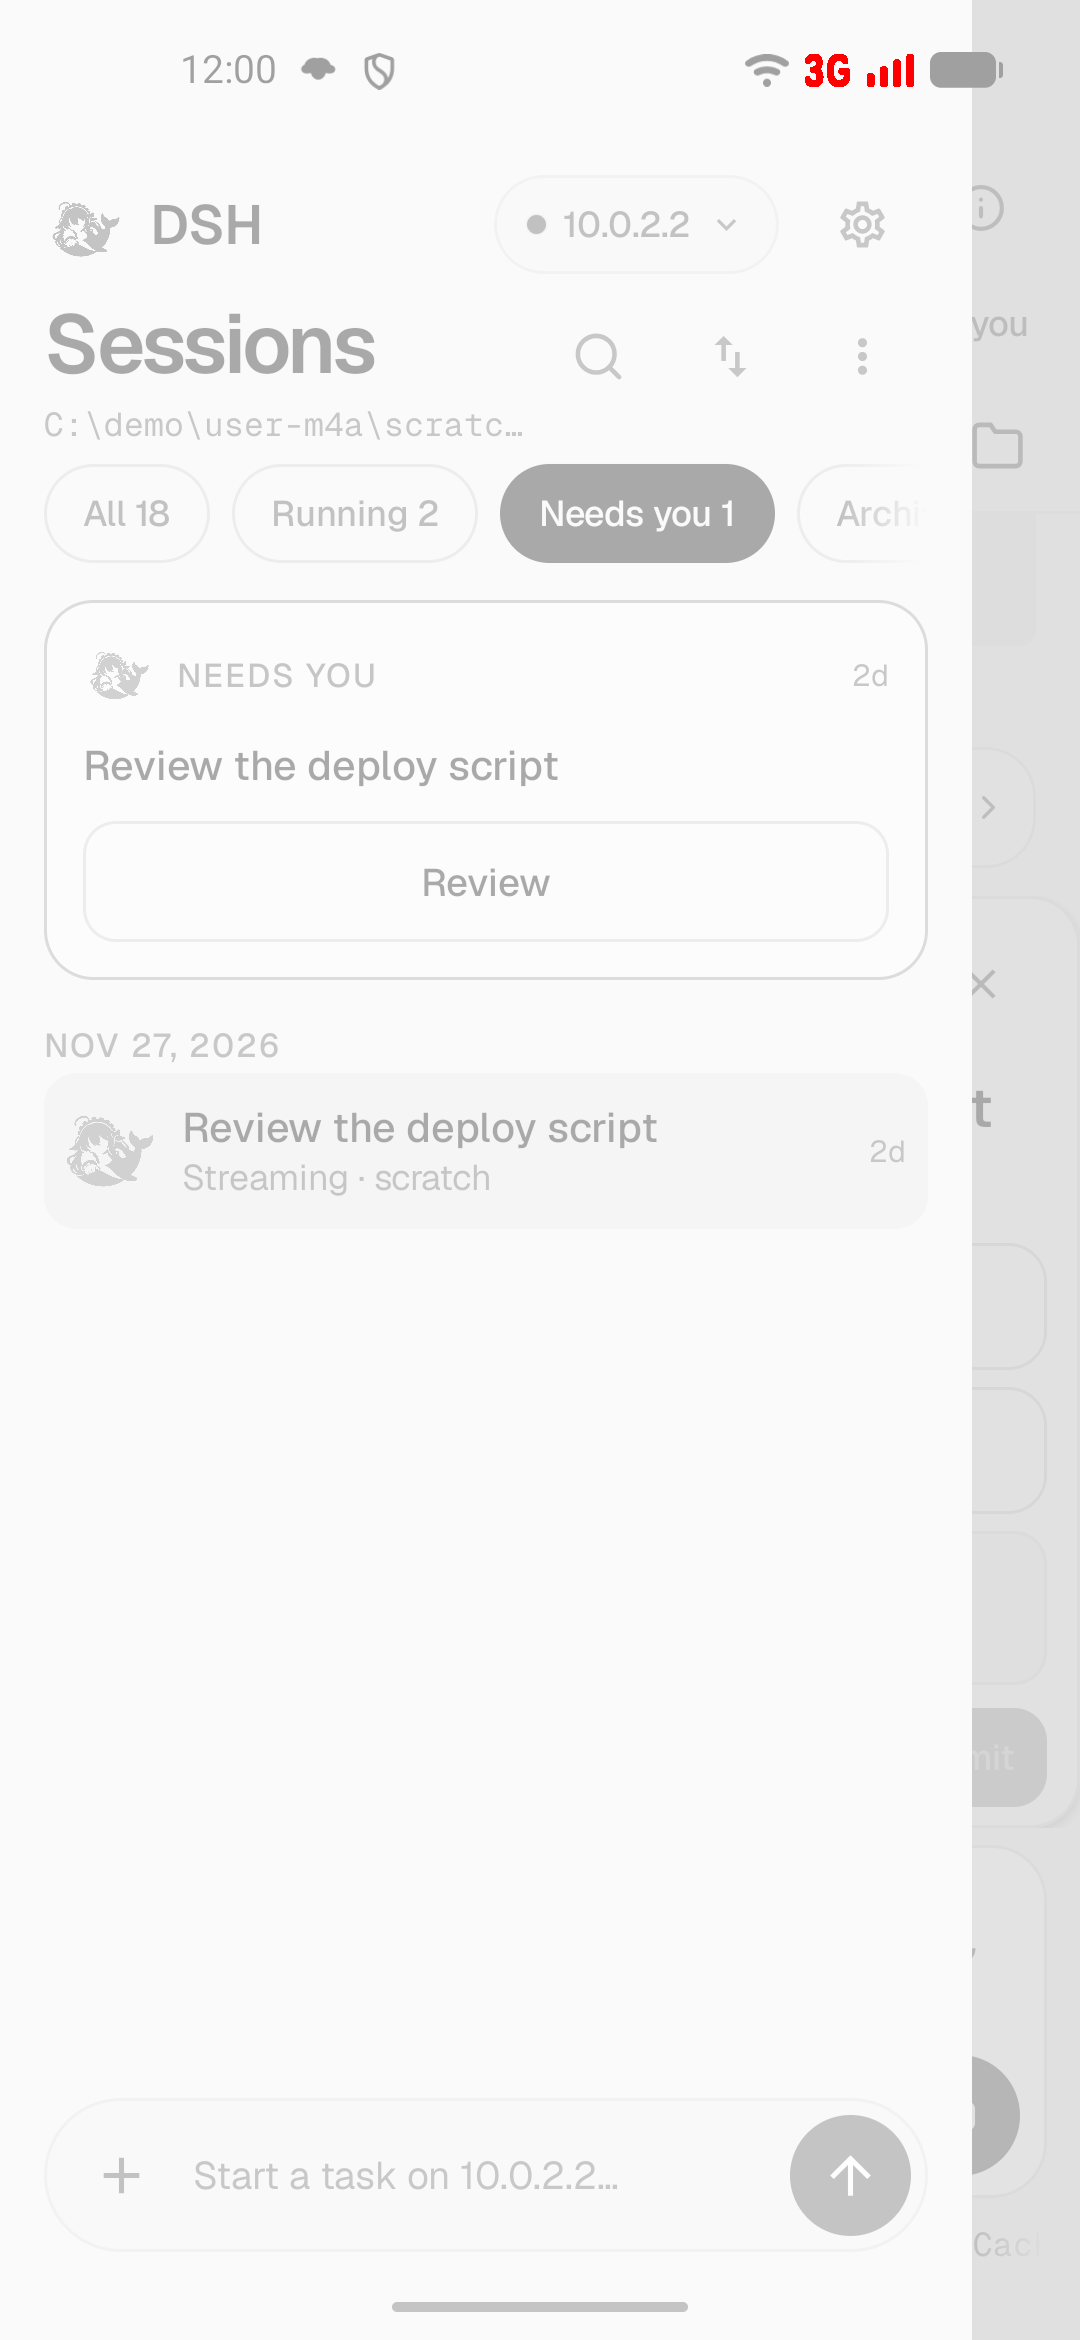 12:00
3G
DSH
10.0.2.2
Sessions
you
C:\demo\user-m4a\scratc…
All 18
Running 2
Needs you 1
Archi
NEEDS YOU
2d
Review the deploy script
Review
NOV 27, 2026
Review the deploy script
Streaming · scratch
2d
t
mit
Start a task on 10.0.2.2…
Cac